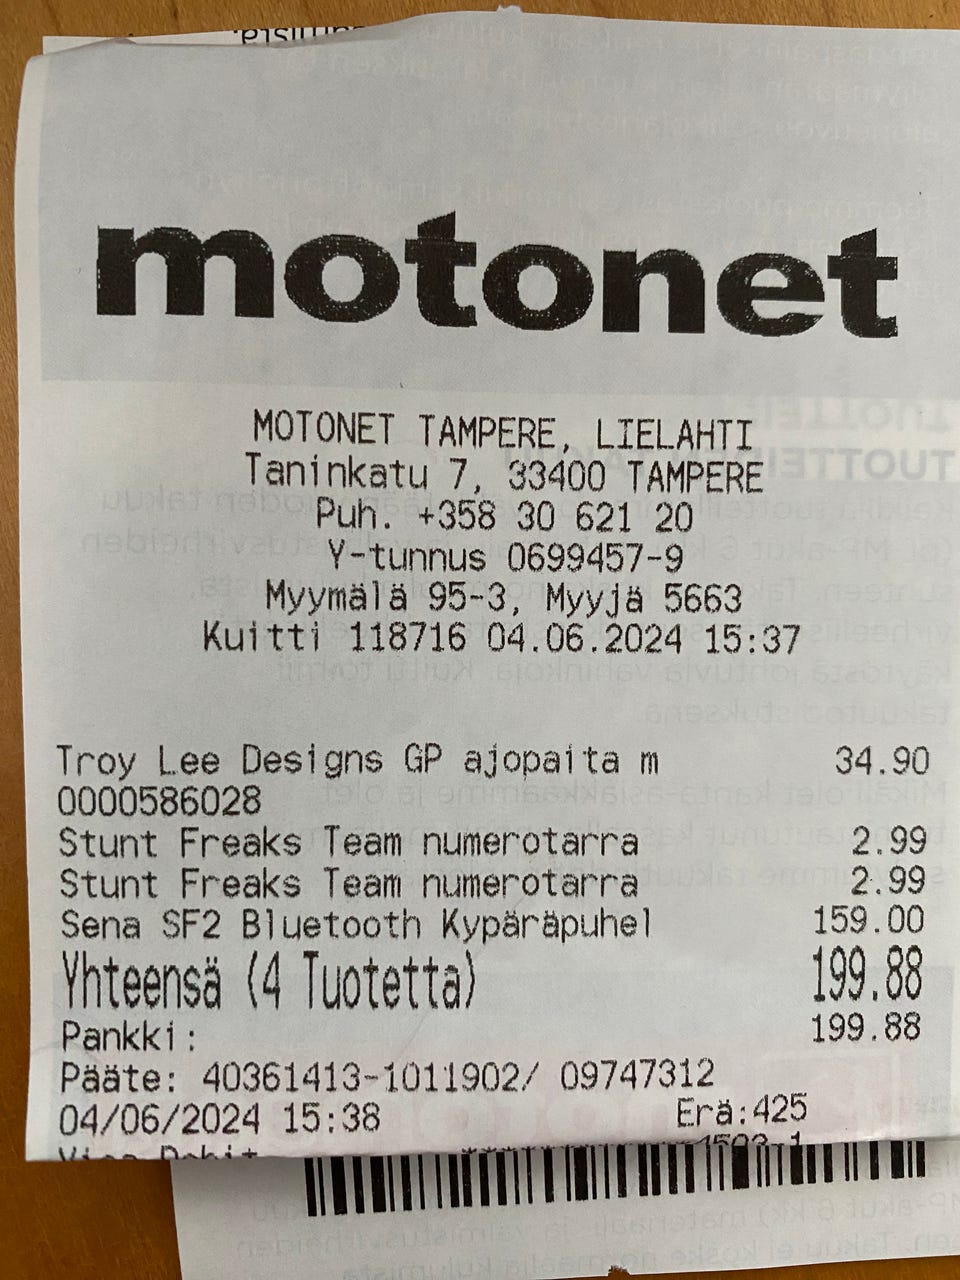 motonet
MOTONET TAMPERE, LIELAHTI
Taninkatu 7, 33400 TAMPERE
Puh. +358 30 621 20
Y-tunnus 0699457-9
Myymälä 95-3, Myyjä 5663
Kuitti 118716 04.06.2024 15:37
Troy Lee Designs GP ajopaita m 34.90
0000586028
Stunt Freaks Team numerotarra 2.99
Stunt Freaks Team numerotarra 2.99
Sena SF2 Bluetooth Kypäräpuhel 159.00
Yhteensä (4 Tuotetta) 199.88
Pankki: 199.88
Pääte: 40361413-1011902/ 09747312
04/06/2024 15:38 Erä:425